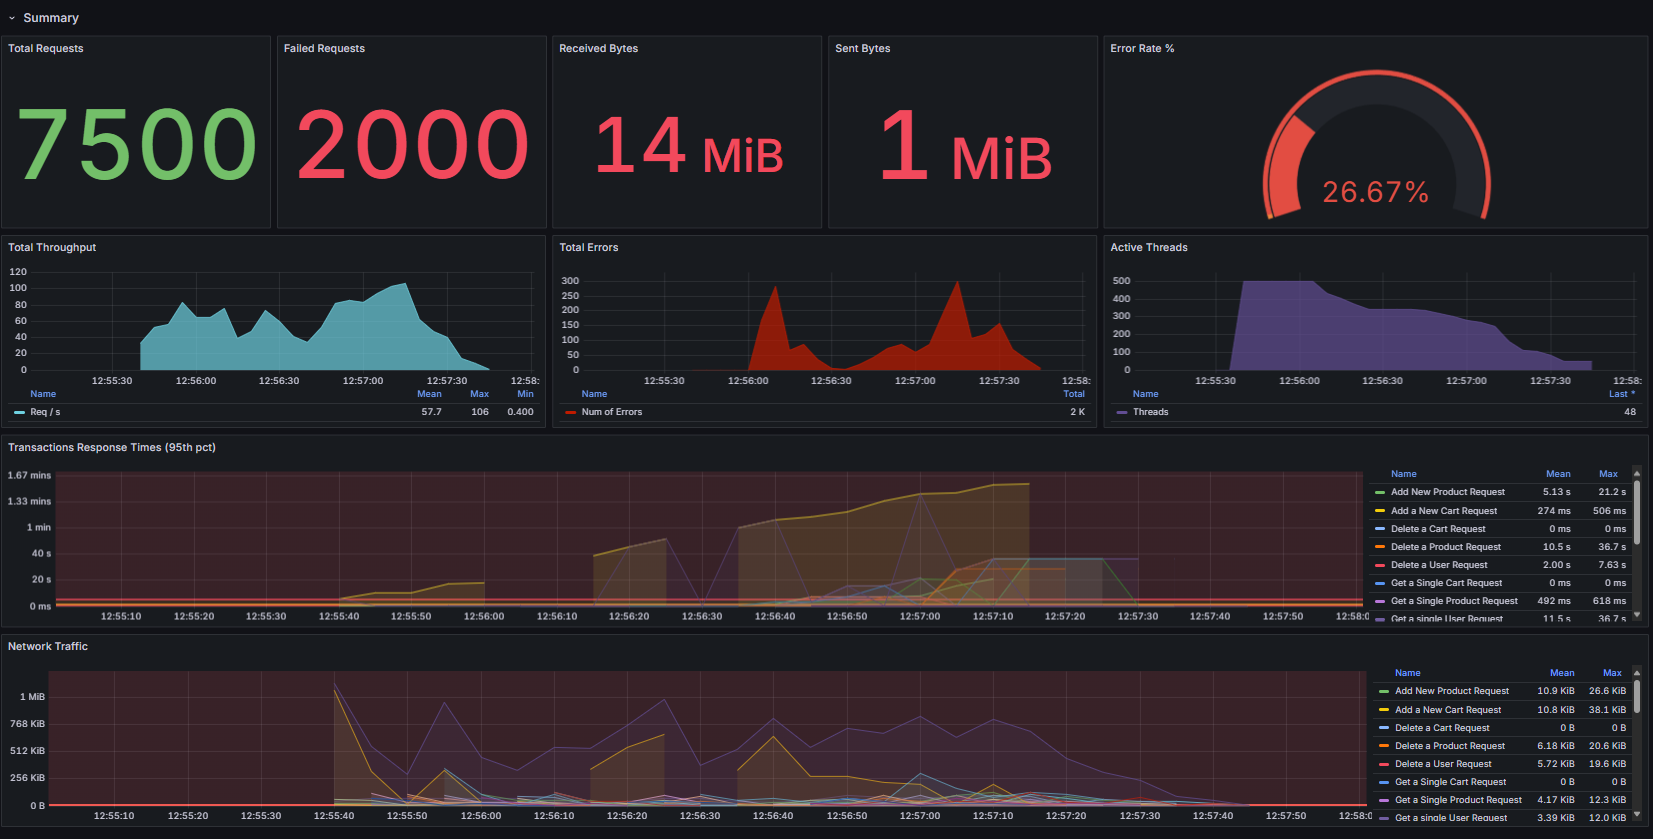 Summary
Total Requests
Failed Requests
Received Bytes
Sent Bytes
Error Rate %
7500
2000
14 MiB
1 MiB
26.67%
Total Throughput
120
100
80
60
40
20
0
12:55:30 12:56:00 12:56:30 12:57:00 12:57:30 12:58:
Name Mean Max Min
Req / s 57.7 106 0.400
Total Errors
300
250
200
150
100
50
0
12:55:30 12:56:00 12:56:30 12:57:00 12:57:30 12:58:
Name Total
Num of Errors 2 K
Active Threads
500
400
300
200
100
0
12:55:30 12:56:00 12:56:30 12:57:00 12:57:30 12:58:
Name Last *
Threads 48
Transactions Response Times (95th pct)
1.67 mins
1.33 mins
1 min
40 s
20 s
0 ms
12:55:10 12:55:20 12:55:30 12:55:40 12:55:50 12:56:00 12:56:10 12:56:20 12:56:30 12:56:40 12:56:50 12:57:00 12:57:10 12:57:20 12:57:30 12:57:40 12:57:50 12:58:0
Name Mean Max
Add New Product Request 5.13 s 21.2 s
Add a New Cart Request 274 ms 506 ms
Delete a Cart Request 0 ms 0 ms
Delete a Product Request 10.5 s 36.7 s
Delete a User Request 2.00 s 7.63 s
Get a Single Cart Request 0 ms 0 ms
Get a Single Product Request 492 ms 618 ms
Get a single User Request 11.5 s 36.7 s
Network Traffic
1 MiB
768 KiB
512 KiB
256 KiB
0 B
12:55:10 12:55:20 12:55:30 12:55:40 12:55:50 12:56:00 12:56:10 12:56:20 12:56:30 12:56:40 12:56:50 12:57:00 12:57:10 12:57:20 12:57:30 12:57:40 12:57:50 12:58:0
Name Mean Max
Add New Product Request 10.9 KiB 26.6 KiB
Add a New Cart Request 10.8 KiB 38.1 KiB
Delete a Cart Request 0 B 0 B
Delete a Product Request 6.18 KiB 20.6 KiB
Delete a User Request 5.72 KiB 19.6 KiB
Get a Single Cart Request 0 B 0 B
Get a Single Product Request 4.17 KiB 12.3 KiB
Get a single User Request 3.39 KiB 12.0 KiB